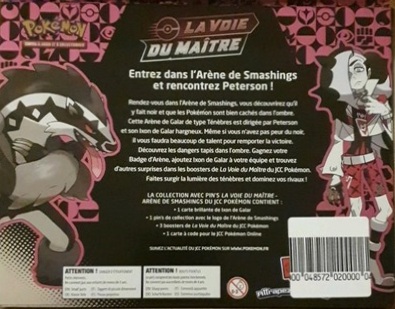 POKÉMON
LA VOIE
DU MAÎTRE
Entrez dans l'Arène de Smashings
et rencontrez Peterson !
Rendez-vous dans l'Arène de Smashings, vous découvrirez qu'il
y fait noir et que les Pokémon sont bien cachés dans l'ombre.
Cette Arène de Galar de type Ténèbres est dirigée par Peterson
et son Ixon de Galar hargneux. Même si vous n'avez pas peur du noir,
il vous faudra beaucoup de talent pour remporter la victoire.
Découvrez les dangers tapis dans l'ombre. Gagnez votre
Badge d'Arène, ajoutez Ixon de Galar à votre équipe et trouvez
d'autres surprises dans les boosters de La Voie du Maître du JCC Pokémon.
Faites surgir la lumière des ténèbres et dominez vos rivaux !
LA COLLECTION AVEC PIN'S LA VOIE DU MAÎTRE–
ARÈNE DE SMASHINGS DU JCC POKÉMON CONTIENT :
• 1 carte brillante de Ixon de Galar
• 1 pin's de collection avec le logo de l'Arène de Smashings
• 3 boosters de La Voie du Maître du JCC Pokémon
• 1 carte à code pour le JCC Pokémon Online
SUIVEZ L'ACTUALITÉ DU JCC POKÉMON SUR WWW.POKEMON.FR
ATTENTION !
ATTENTION !
00 048572 020000 04
Attrapez